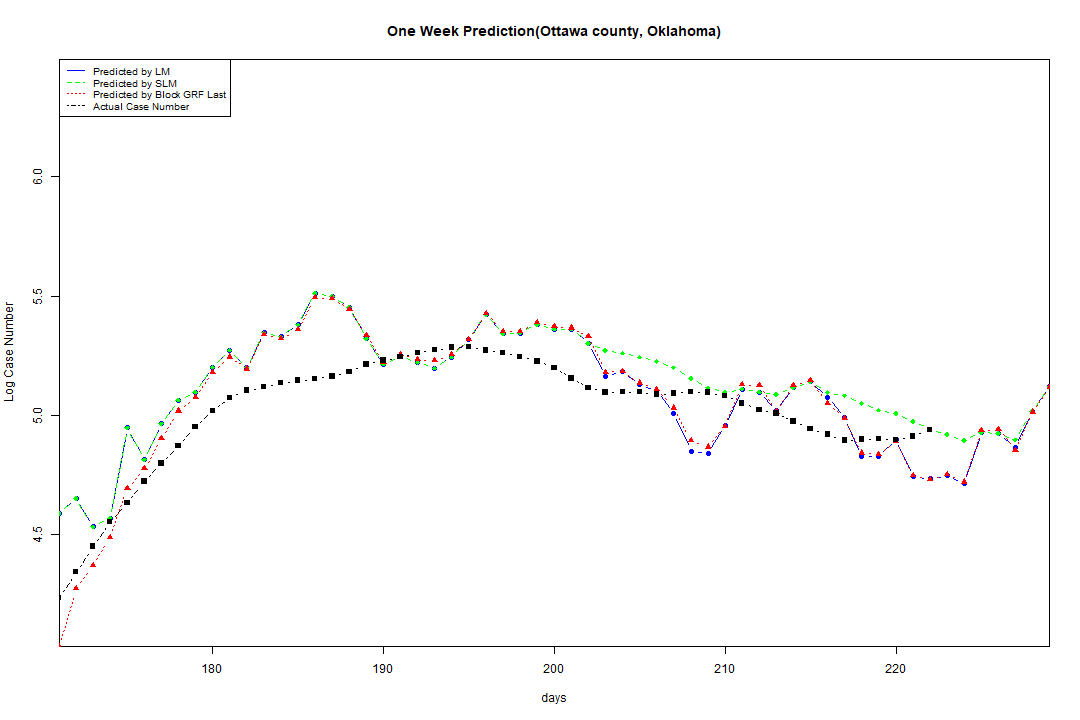 One Week Prediction(Ottawa county, Oklahoma)
Predicted by LM
Predicted by SLM
Predicted by Block GRF Last
Actual Case Number
Log Case Number
6.0
5.5
5.0
4.5
180
190
200
210
220
days